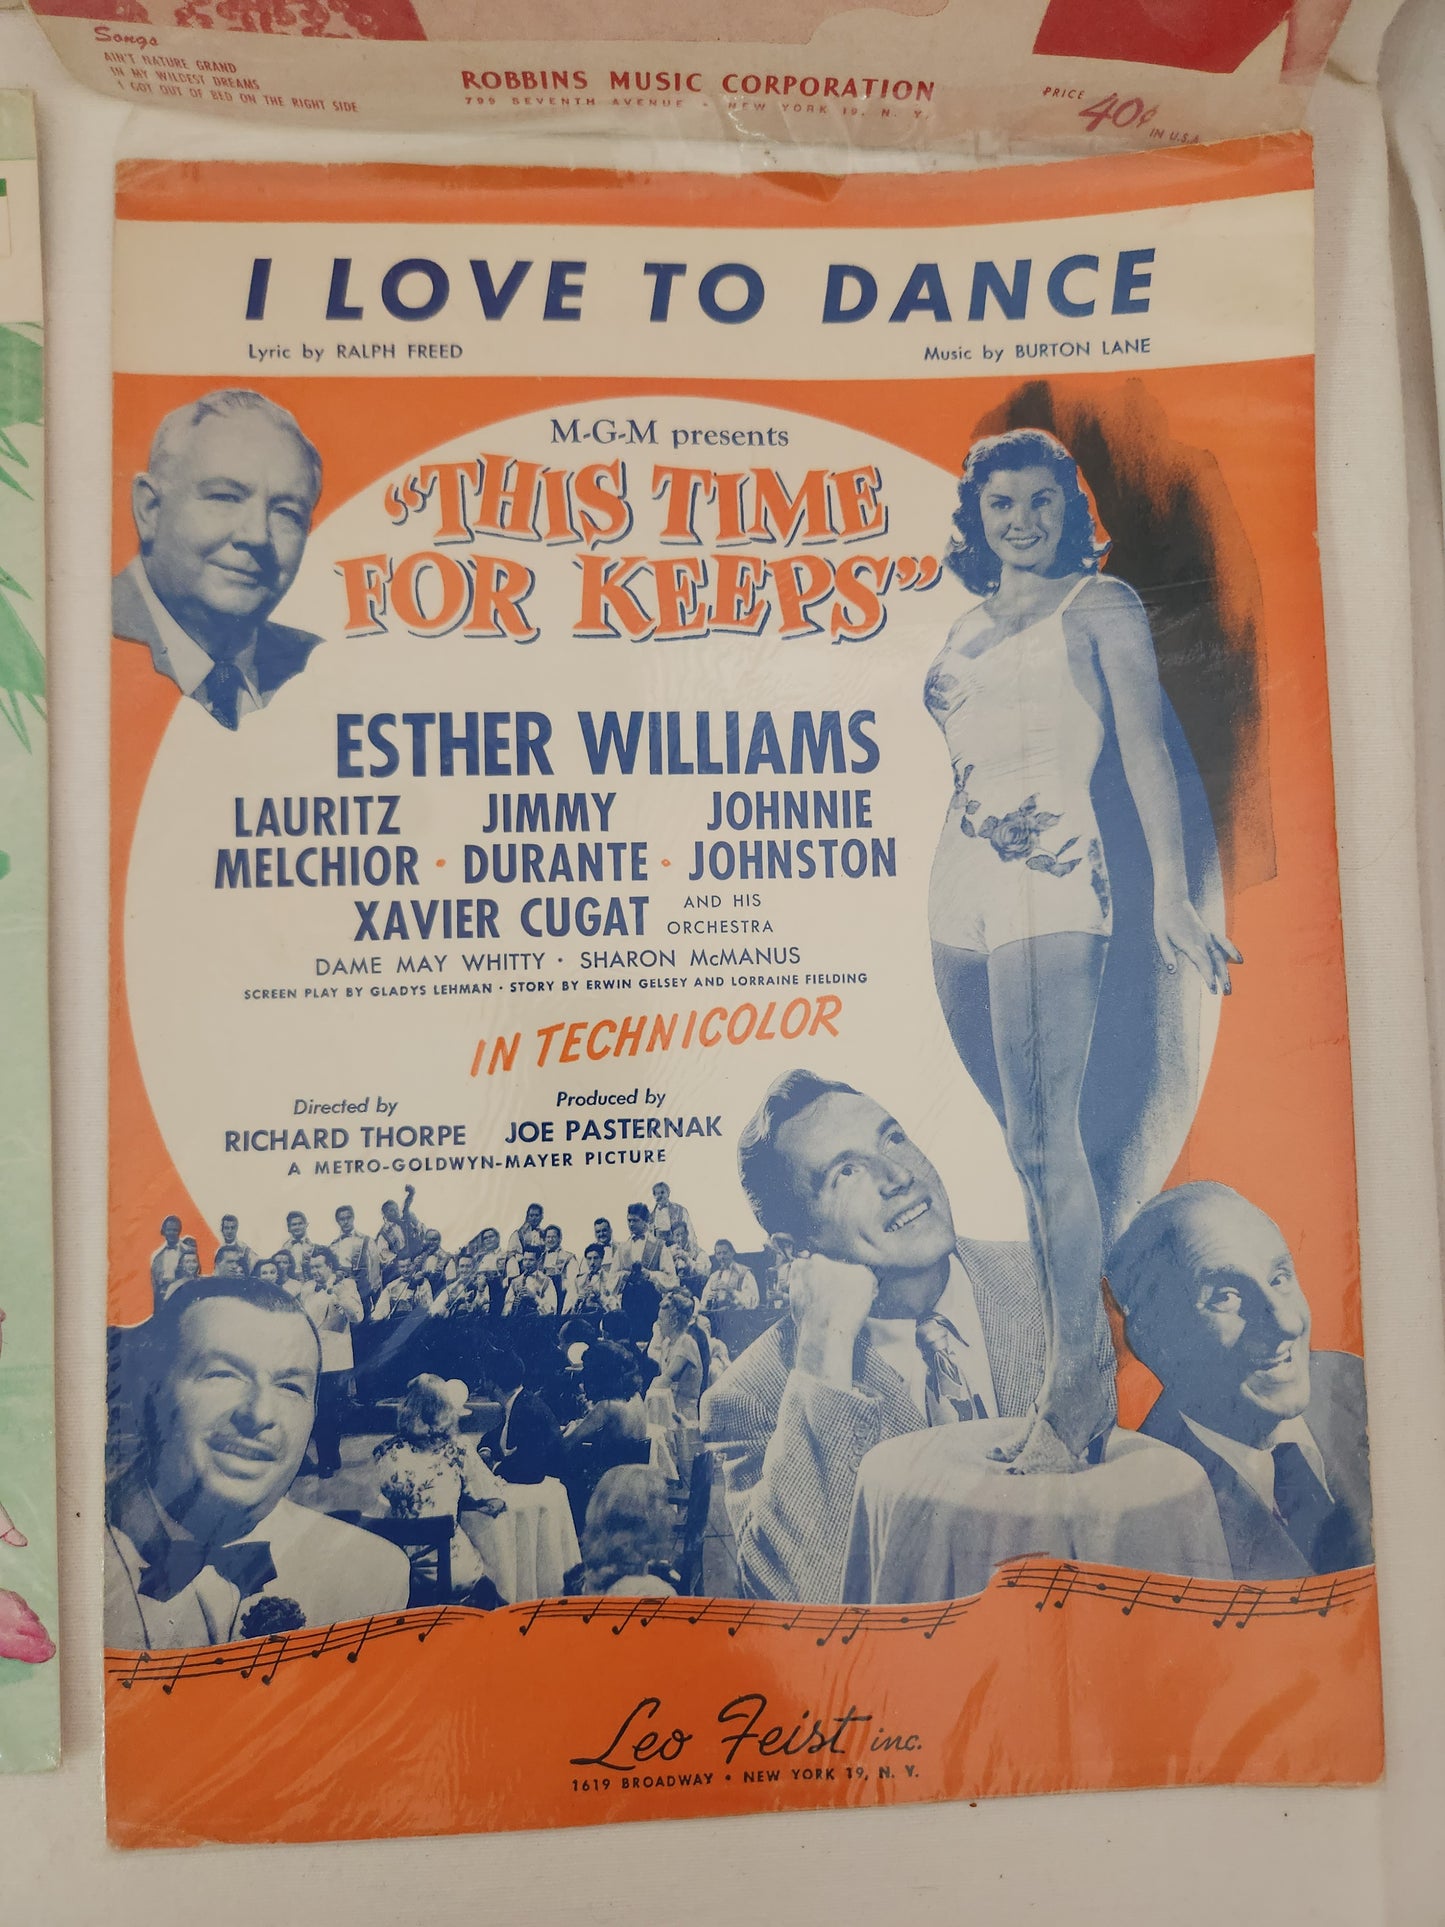 Songs
AIN'T NATURE GRAND
IN MY WILDEST DREAMS
I GOT OUT OF BED ON THE RIGHT SIDE
ROBBINS MUSIC CORPORATION
799 SEVENTH AVENUE • NEW YORK 19, N. Y.
PRICE 40¢ IN U.S.A.
I LOVE TO DANCE
Lyric by RALPH FREED
Music by BURTON LANE
M-G-M presents
"THIS TIME
FOR KEEPS"
ESTHER WILLIAMS
LAURITZ JIMMY JOHNNIE
MELCHIOR • DURANTE • JOHNSTON
XAVIER CUGAT AND HIS
ORCHESTRA
DAME MAY WHITTY • SHARON McMANUS
SCREEN PLAY BY GLADYS LEHMAN • STORY BY ERWIN GELSEY AND LORRAINE FIELDING
IN TECHNICOLOR
Directed by
RICHARD THORPE
Produced by
JOE PASTERNAK
A METRO-GOLDWYN-MAYER PICTURE
Leo Feist inc.
1619 BROADWAY • NEW YORK 19, N. Y.